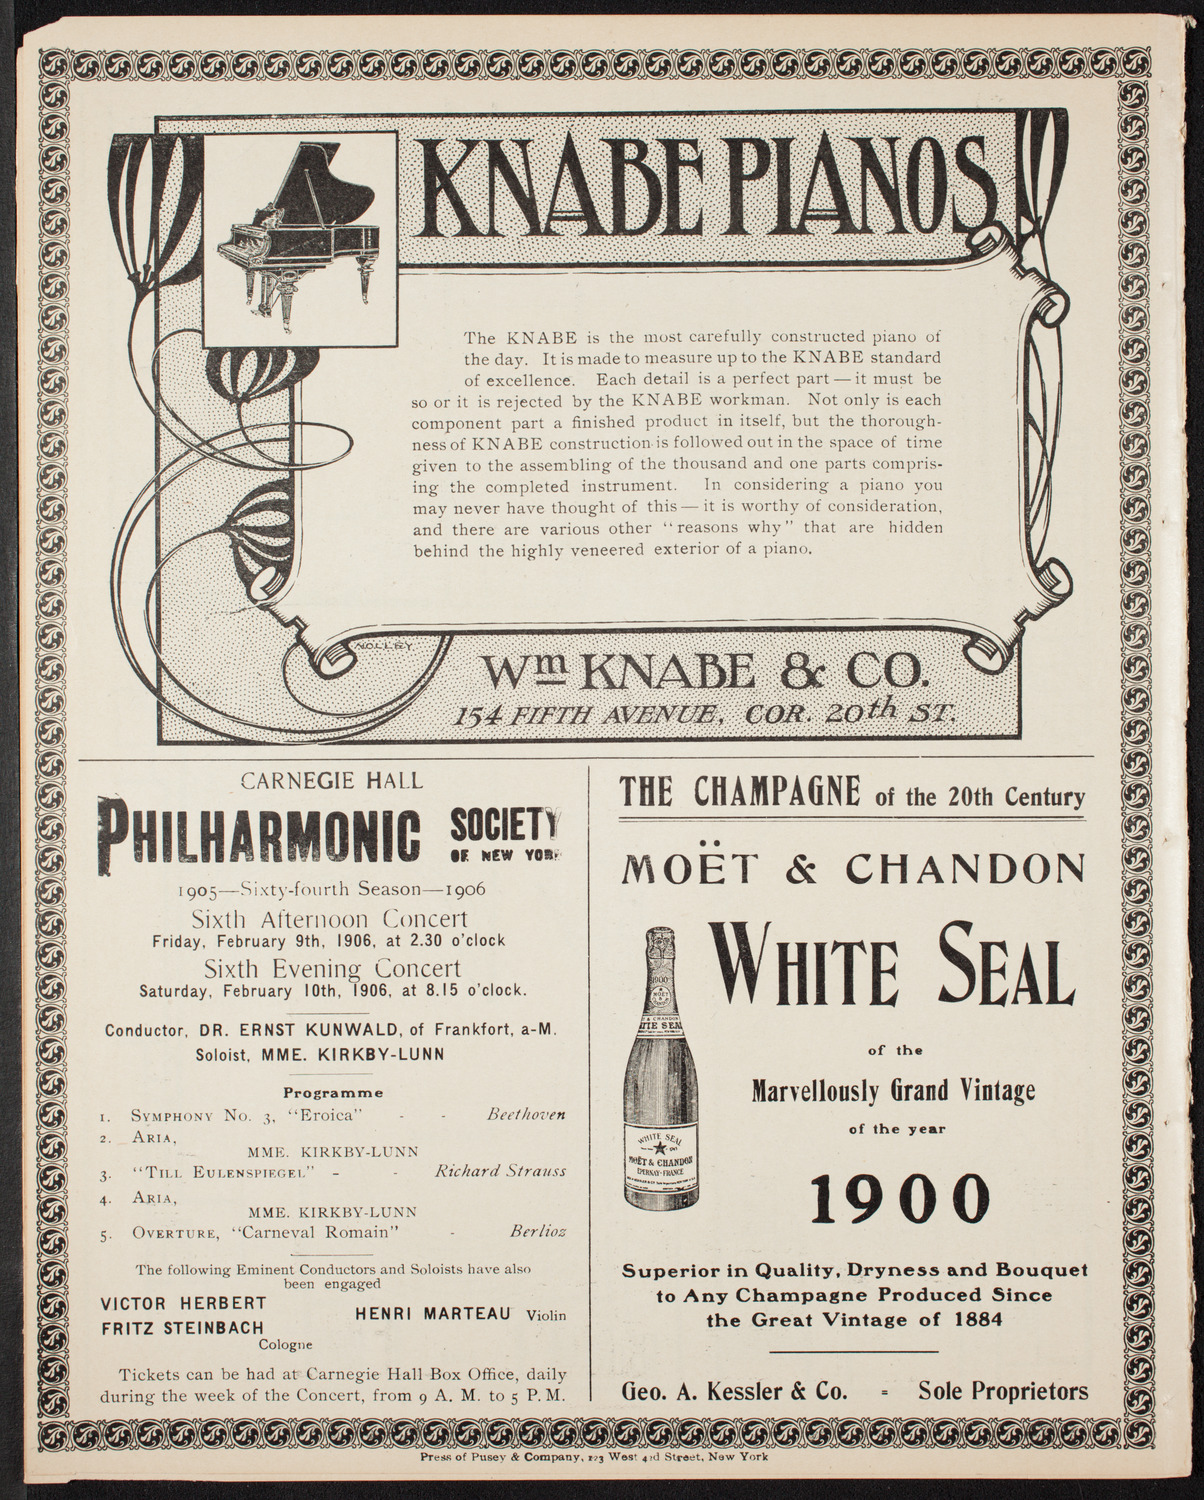 KNABE PIANOS
The KNABE is the most carefully constructed piano of
the day. It is made to measure up to the KNABE standard
of excellence. Each detail is a perfect part — it must be
so or it is rejected by the KNABE workman. Not only is each
component part a finished product in itself, but the thorough-
ness of KNABE construction is followed out in the space of time
given to the assembling of the thousand and one parts compris-
ing the completed instrument. In considering a piano you
may never have thought of this — it is worthy of consideration,
and there are various other "reasons why" that are hidden
behind the highly veneered exterior of a piano.
Wm KNABE & CO.
154 FIFTH AVENUE, COR. 20th ST.
CARNEGIE HALL
PHILHARMONIC SOCIETY
OF NEW YORK
1905—Sixty-fourth Season—1906
Sixth Afternoon Concert
Friday, February 9th, 1906, at 2.30 o'clock
Sixth Evening Concert
Saturday, February 10th, 1906, at 8.15 o'clock.
Conductor, DR. ERNST KUNWALD, of Frankfort, a-M.
Soloist, MME. KIRKBY-LUNN
Programme
1. SYMPHONY NO. 3, "Eroica" - - Beethoven
2. ARIA,
MME. KIRKBY-LUNN
3. "TILL EULENSPIEGEL" - - Richard Strauss
4. ARIA,
MME. KIRKBY-LUNN
5. OVERTURE, "Carneval Romain" - Berlioz
The following Eminent Conductors and Soloists have also
been engaged
VICTOR HERBERT
FRITZ STEINBACH
Cologne
HENRI MARTEAU Violin
Tickets can be had at Carnegie Hall Box Office, daily
during the week of the Concert, from 9 A. M. to 5 P. M.
THE CHAMPAGNE of the 20th Century
MOËT & CHANDON
WHITE SEAL
of the
Marvellously Grand Vintage
of the year
1900
WHITE SEAL
MOËT & CHANDON
EPERNAY-FRANCE
Superior in Quality, Dryness and Bouquet
to Any Champagne Produced Since
the Great Vintage of 1884
Geo. A. Kessler & Co. = Sole Proprietors
Press of Pusey & Company, 123 West 43d Street, New York